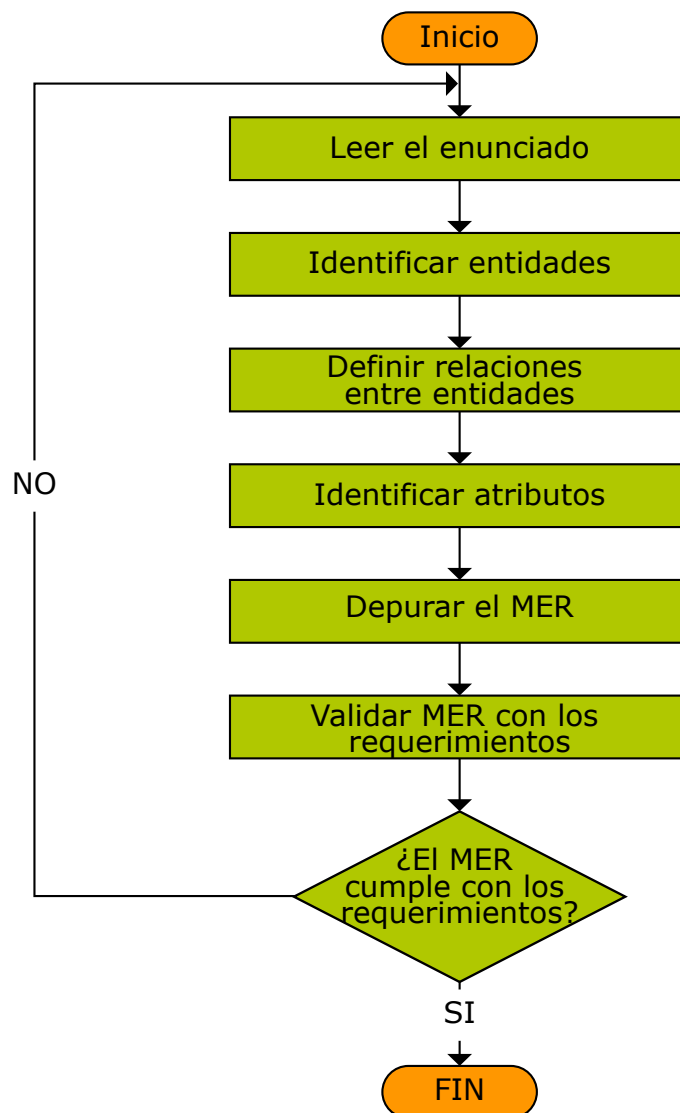 Inicio
Leer el enunciado
Identificar entidades
Definir relaciones
entre entidades
Identificar atributos
NO
Depurar el MER
Validar MER con los
requerimientos
¿El MER
cumple con los
requerimientos?
SI
FIN